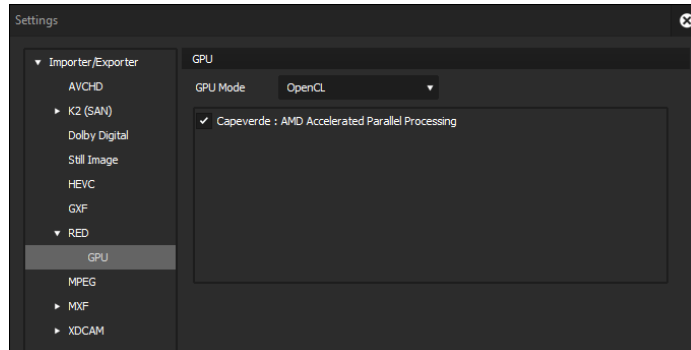 Settings
Importer/Exporter
AVCHD
K2 (SAN)
Dolby Digital
Still Image
HEVC
GXF
RED
GPU
MPEG
MXF
XDCAM
GPU
GPU Mode OpenCL
Capeverde : AMD Accelerated Parallel Processing